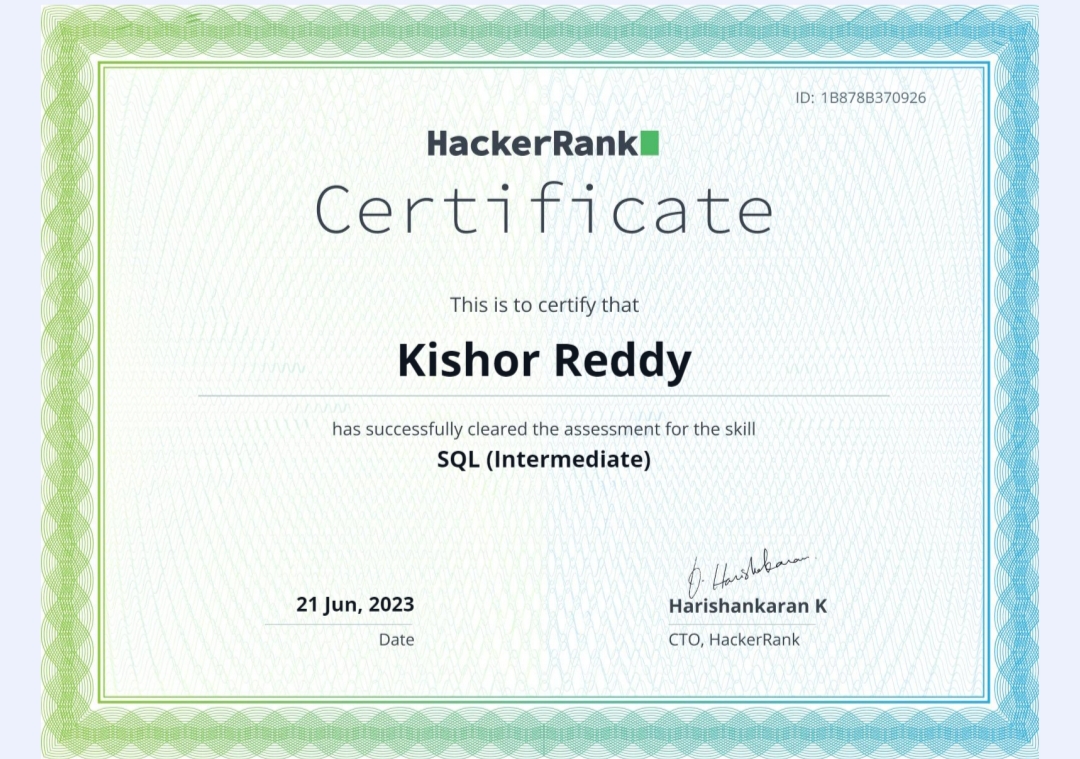 ID: 1B878B370926
HackerRank
Certificate
This is to certify that
Kishor Reddy
has successfully cleared the assessment for the skill
SQL (Intermediate)
21 Jun, 2023
Date
Harishankaran K
CTO, HackerRank